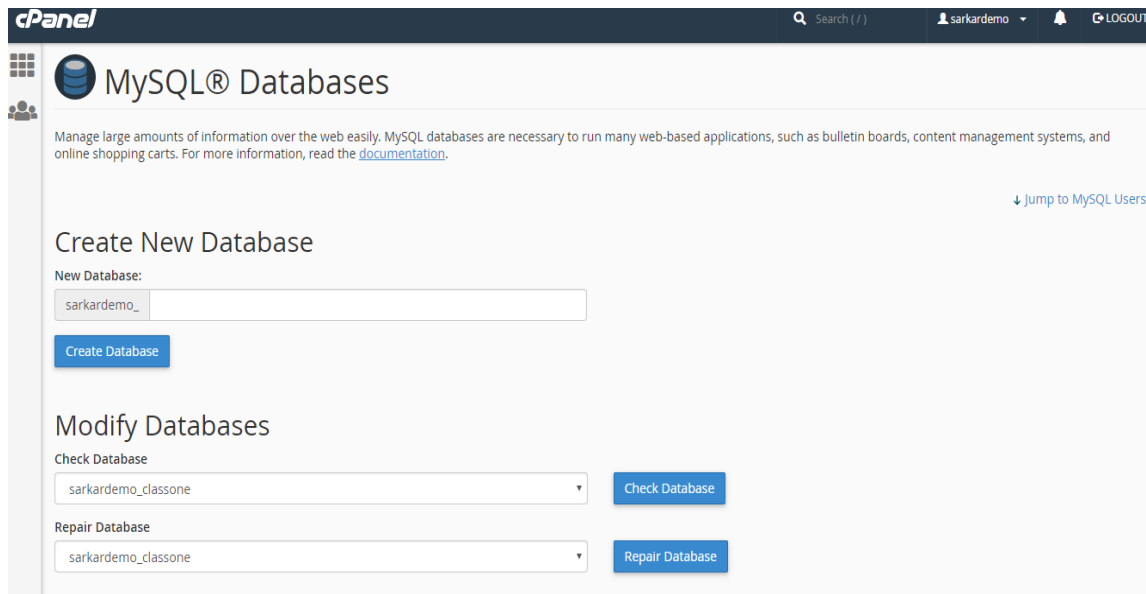 cPanel
Search ( / )
sarkardemo
LOGOUT
MySQL® Databases
Manage large amounts of information over the web easily. MySQL databases are necessary to run many web-based applications, such as bulletin boards, content management systems, and
online shopping carts. For more information, read the documentation.
Jump to MySQL Users
Create New Database
New Database:
sarkardemo_
Create Database
Modify Databases
Check Database
sarkardemo_classone
Check Database
Repair Database
sarkardemo_classone
Repair Database